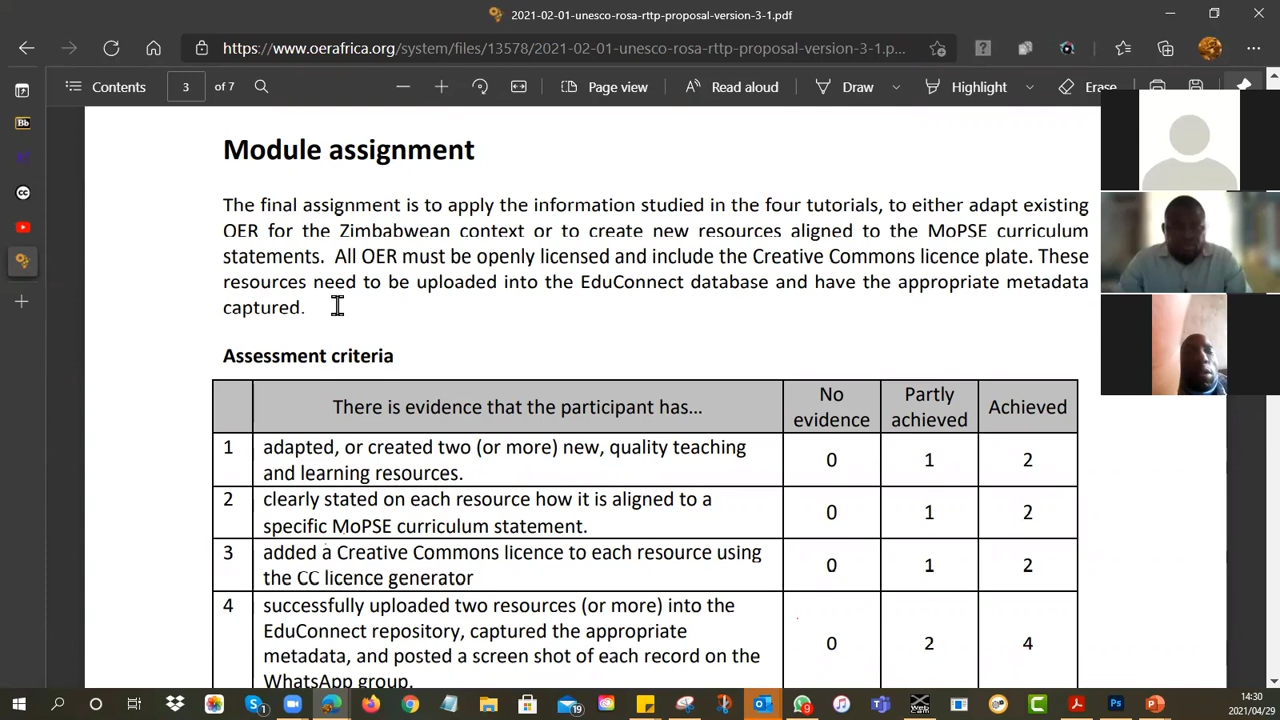 2021-02-01-unesco-rosa-rttp-proposal-version-3-1.pdf
https://www.oerafrica.org/system/files/13578/2021-02-01-unesco-rosa-rttp-proposal-version-3-1.p...
Contents 3 of 7 Page view Read aloud Draw Highlight Erase
Bb
cc
Module assignment
The final assignment is to apply the information studied in the four tutorials, to either adapt existing
OER for the Zimbabwean context or to create new resources aligned to the MoPSE curriculum
statements. All OER must be openly licensed and include the Creative Commons licence plate. These
resources need to be uploaded into the EduConnect database and have the appropriate metadata
captured.
Assessment criteria
There is evidence that the participant has... No evidence Partly achieved Achieved
1 adapted, or created two (or more) new, quality teaching
and learning resources. 0 1 2
2 clearly stated on each resource how it is aligned to a
specific MoPSE curriculum statement. 0 1 2
3 added a Creative Commons licence to each resource using
the CC licence generator 0 1 2
4 successfully uploaded two resources (or more) into the
EduConnect repository, captured the appropriate
metadata, and posted a screen shot of each record on the
WhatsApp group. 0 2 4
14:30
2021/04/29